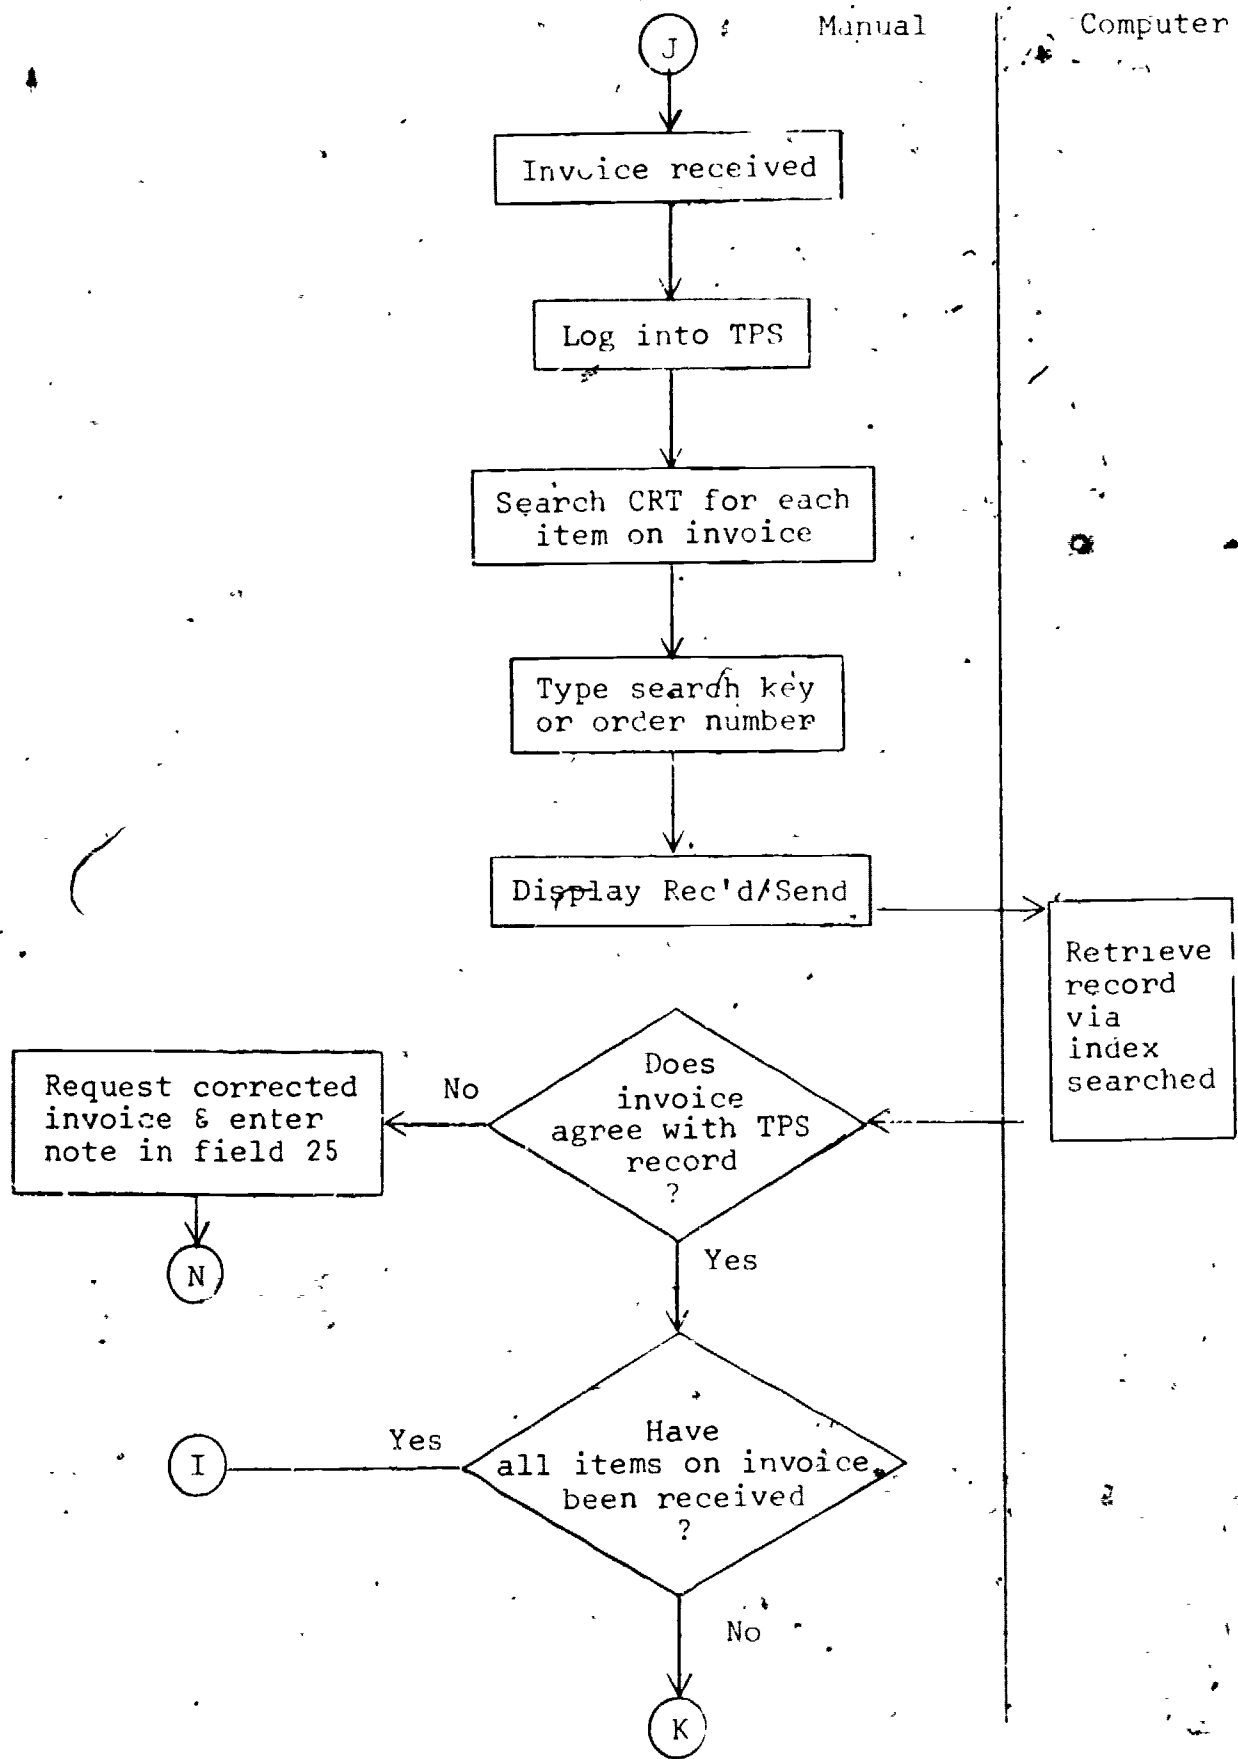 Manual
Computer
J
Invoice received
Log into TPS
Search CRT for each
item on invoice
Type search key
or order number
Display Rec'd/Send
Retrieve
record
via
index
searched
Does
invoice
agree with TPS
record
?
No
Request corrected
invoice & enter
note in field 25
N
Yes
Have
all items on invoice
been received
?
Yes
I
No
K